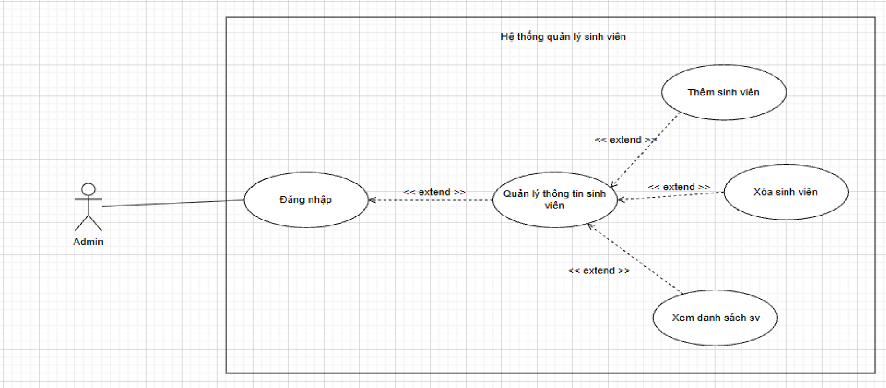 Hệ thống quản lý sinh viên
Thêm sinh viên
<< extend >>
<< extend >>
<< extend >>
Đăng nhập
Quản lý thông tin sinh
viên
Xóa sinh viên
Admin
<< extend >>
Xem danh sách sv